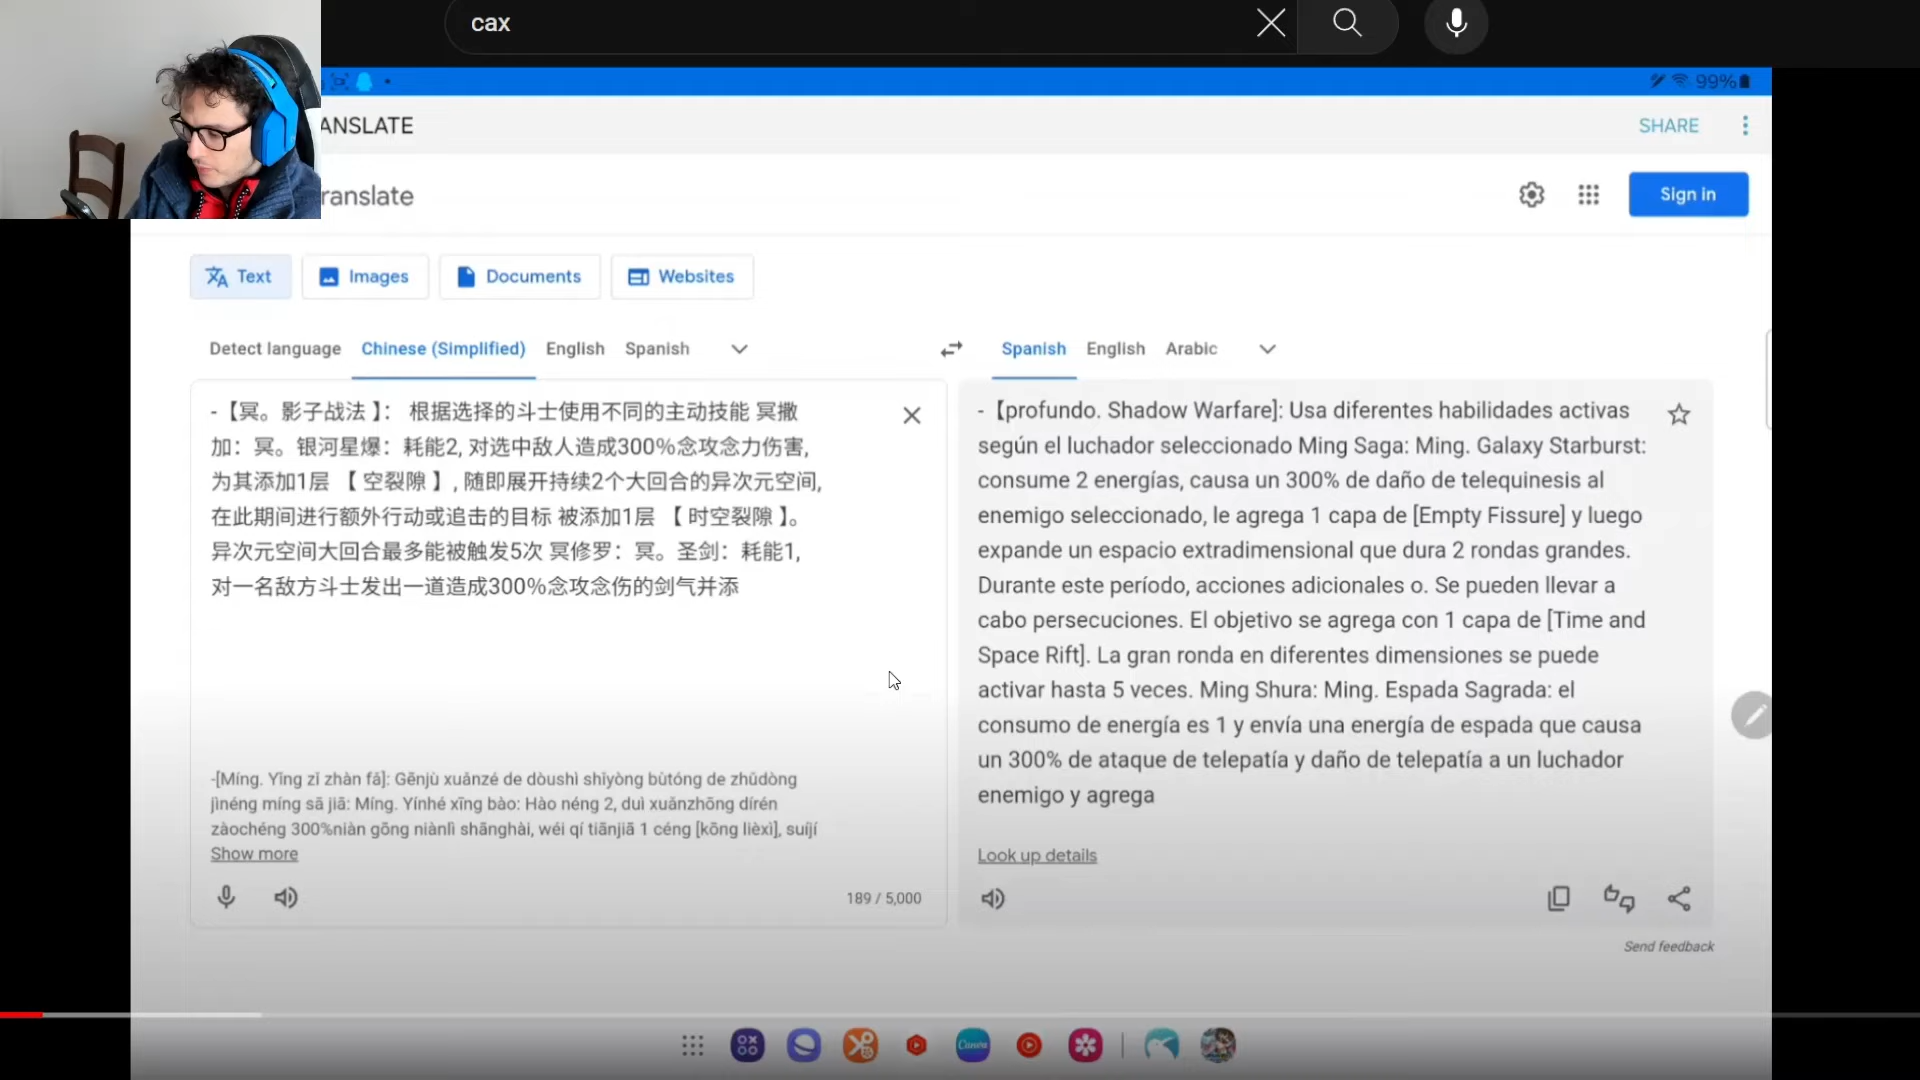 cax
99%
ANSLATE
SHARE
ranslate
Sign in
Text
Images
Documents
Websites
Detect language
Chinese (Simplified)
English
Spanish
Spanish
English
Arabic
-【冥。影子战法 】： 根据选择的斗士使用不同的主动技能 冥撒
加：冥。银河星爆：耗能2, 对选中敌人造成300%念攻念力伤害,
为其添加1层 【 空裂隙 】, 随即展开持续2个大回合的异次元空间,
在此期间进行额外行动或追击的目标 被添加1层 【 时空裂隙 】。
异次元空间大回合最多能被触发5次 冥修罗：冥。圣剑：耗能1,
对一名敌方斗士发出一道造成300%念攻念伤的剑气并添
-[Míng. Yǐng zǐ zhàn fǎ]: Gēnjù xuǎnzé de dòushì shǐyòng bùtóng de zhǔdòng
jìnéng míng sā jiā: Míng. Yínhé xīng bào: Hào néng 2, duì xuǎnzhōng dírén
zàochéng 300%niàn gōng niànlì shānghài, wéi qí tiānjiā 1 céng [kōng lièxì], suíjí
Show more
189 / 5,000
-【profundo. Shadow Warfare]: Usa diferentes habilidades activas
según el luchador seleccionado Ming Saga: Ming. Galaxy Starburst:
consume 2 energías, causa un 300% de daño de telequinesis al
enemigo seleccionado, le agrega 1 capa de [Empty Fissure] y luego
expande un espacio extradimensional que dura 2 rondas grandes.
Durante este período, acciones adicionales o. Se pueden llevar a
cabo persecuciones. El objetivo se agrega con 1 capa de [Time and
Space Rift]. La gran ronda en diferentes dimensiones se puede
activar hasta 5 veces. Ming Shura: Ming. Espada Sagrada: el
consumo de energía es 1 y envía una energía de espada que causa
un 300% de ataque de telepatía y daño de telepatía a un luchador
enemigo y agrega
Look up details
Send feedback
Canva